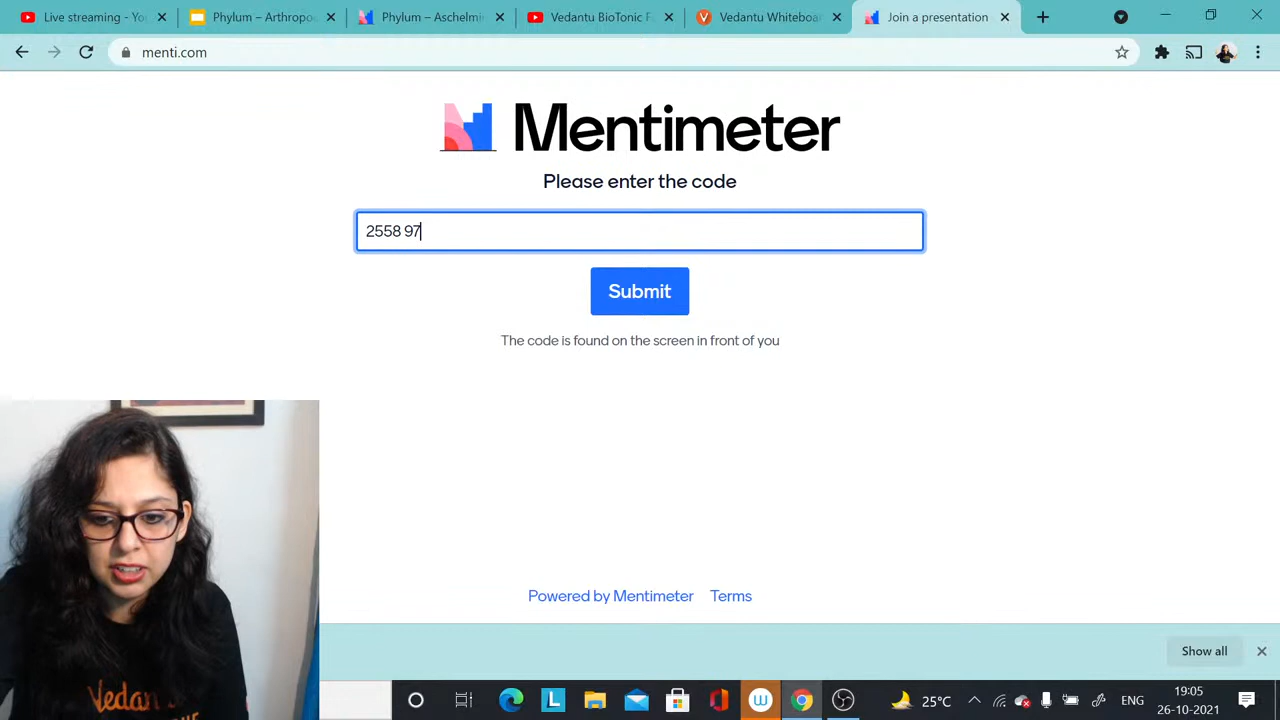 Live streaming - Yo
Phylum – Arthropo
Phylum – Aschelmi
Vedantu BioTonic
Vedantu Whiteboa
Join a presentation
menti.com
Mentimeter
Please enter the code
2558 97
Submit
The code is found on the screen in front of you
Powered by Mentimeter Terms
Show all
25°C
ENG
19:05
26-10-2021